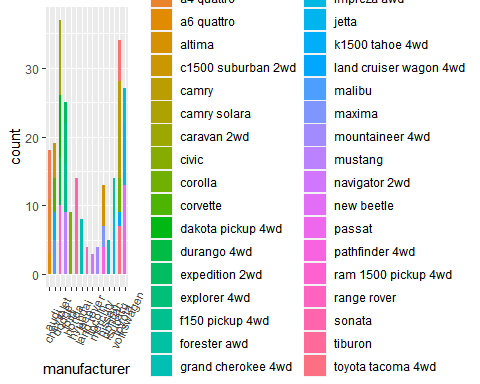 a4 quattro
a6 quattro
altima
c1500 suburban 2wd
camry
camry solara
caravan 2wd
civic
corolla
corvette
dakota pickup 4wd
durango 4wd
expedition 2wd
explorer 4wd
f150 pickup 4wd
forester awd
grand cherokee 4wd
impreza awd
jetta
k1500 tahoe 4wd
land cruiser wagon 4wd
malibu
maxima
mountaineer 4wd
mustang
navigator 2wd
new beetle
passat
pathfinder 4wd
ram 1500 pickup 4wd
range rover
sonata
tiburon
toyota tacoma 4wd
count
30
20
10
0
audi
volkswagen
manufacturer